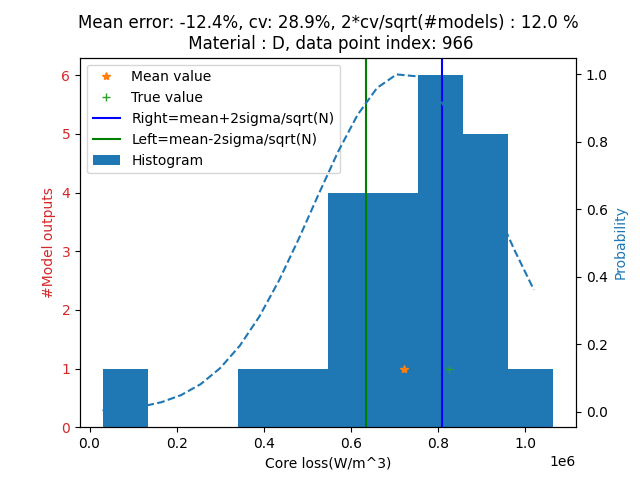 Mean error: -12.4%, cv: 28.9%, 2*cv/sqrt(#models) : 12.0 %
Material : D, data point index: 966
Mean value
True value
Right=mean+2sigma/sqrt(N)
Left=mean-2sigma/sqrt(N)
Histogram
#Model outputs
6
5
4
3
2
1
0
1.0
0.8
0.6
0.4
0.2
0.0
Probability
0.0 0.2 0.4 0.6 0.8 1.0
1e6
Core loss(W/m^3)